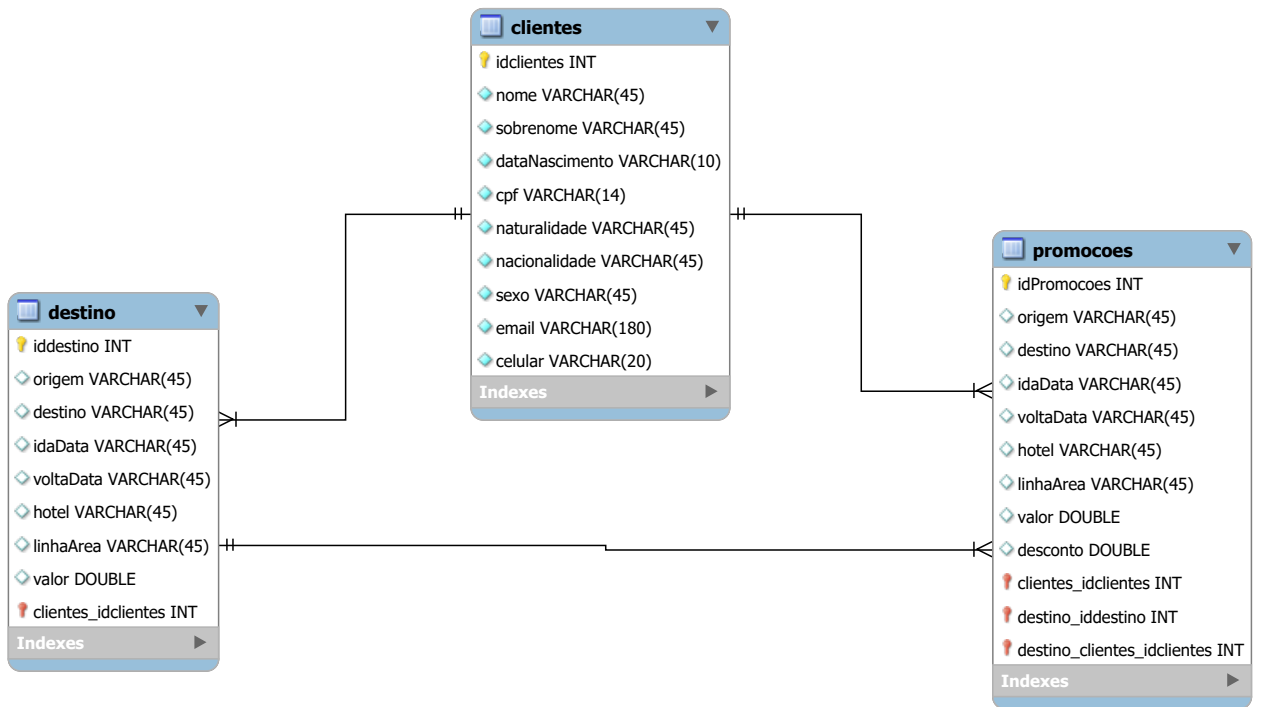 clientes
idclientes INT
nome VARCHAR(45)
sobrenome VARCHAR(45)
dataNascimento VARCHAR(10)
cpf VARCHAR(14)
naturalidade VARCHAR(45)
nacionalidade VARCHAR(45)
sexo VARCHAR(45)
email VARCHAR(180)
celular VARCHAR(20)
Indexes
destino
iddestino INT
origem VARCHAR(45)
destino VARCHAR(45)
idaData VARCHAR(45)
voltaData VARCHAR(45)
hotel VARCHAR(45)
linhaArea VARCHAR(45)
valor DOUBLE
clientes_idclientes INT
Indexes
promocoes
idPromocoes INT
origem VARCHAR(45)
destino VARCHAR(45)
idaData VARCHAR(45)
voltaData VARCHAR(45)
hotel VARCHAR(45)
linhaArea VARCHAR(45)
valor DOUBLE
desconto DOUBLE
clientes_idclientes INT
destino_iddestino INT
destino_clientes_idclientes INT
Indexes